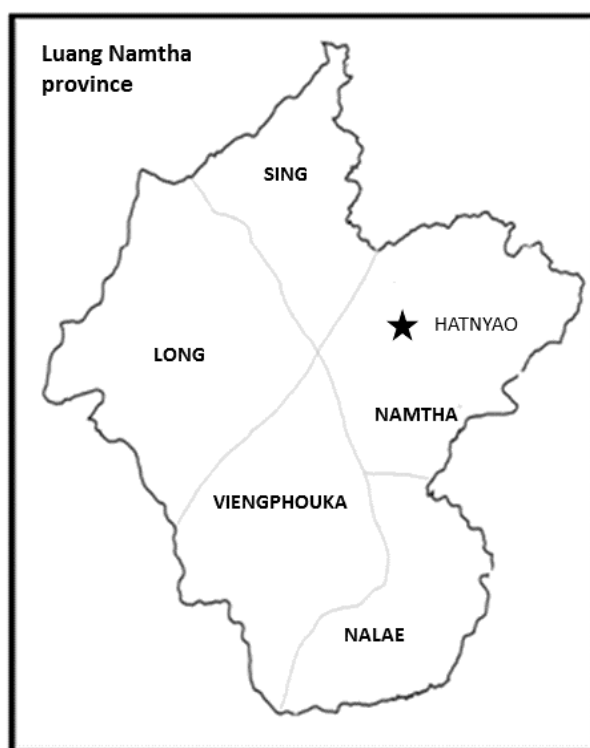 Luang Namtha
province
SING
HATNYAO
LONG
NAMTHA
VIENGPHOUKA
NALAE